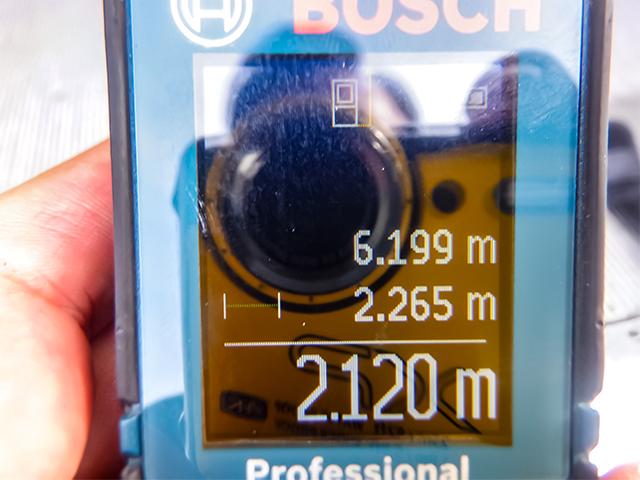 BOSCH
6.199 m
2.265 m
2.120 m
Professional